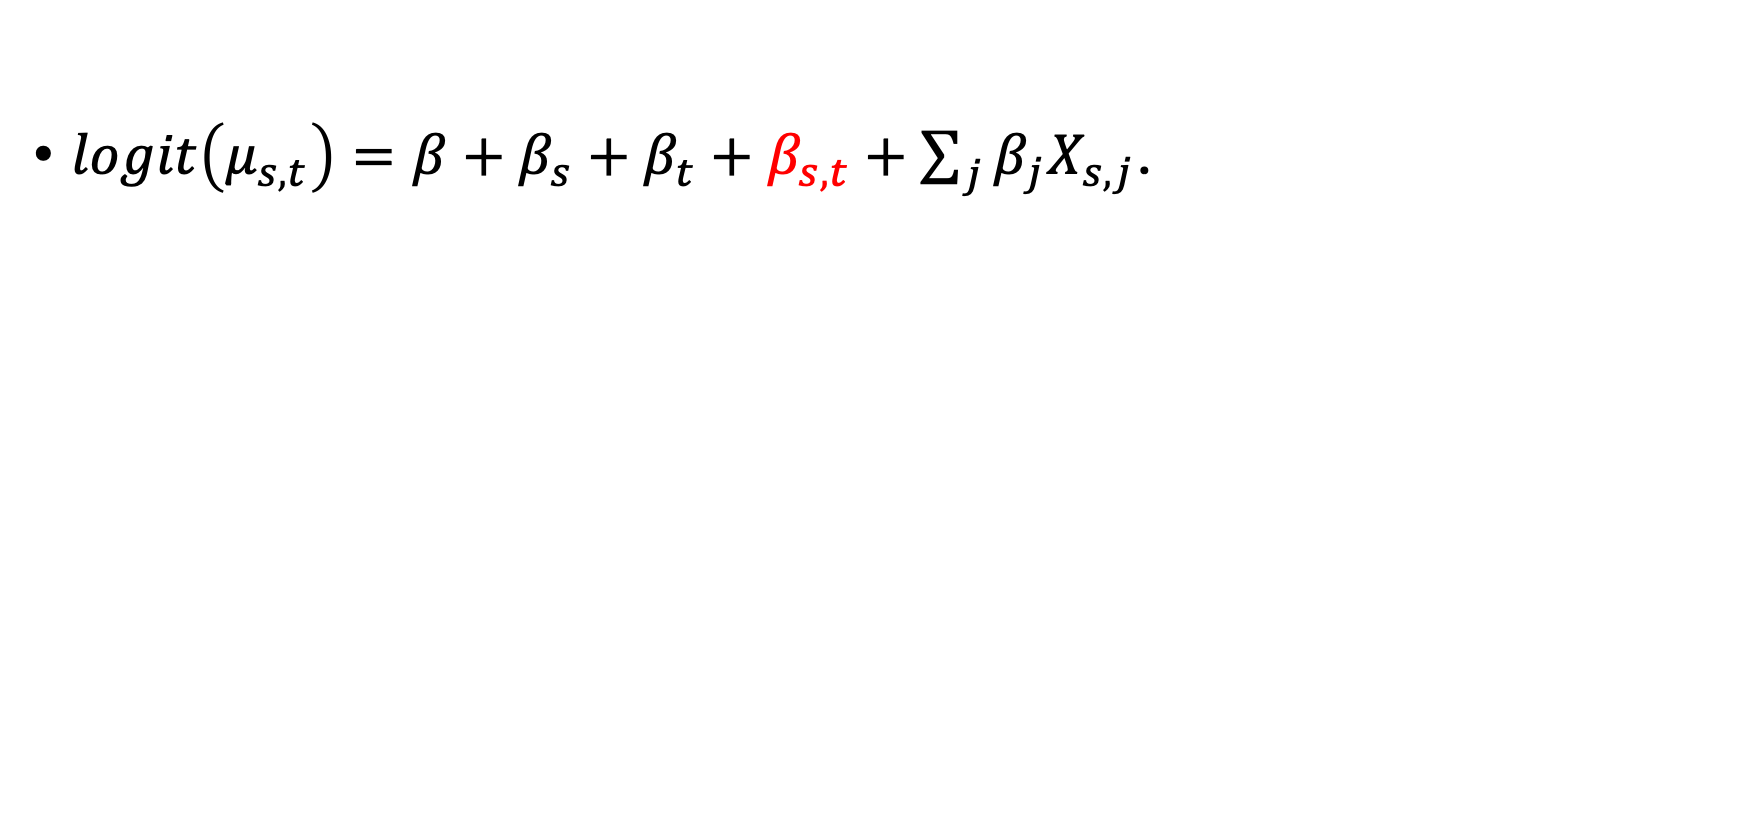 • logit(μ_{s,t}) = β + β_s + β_t + β_{s,t} + ∑_j β_j X_{s,j}.